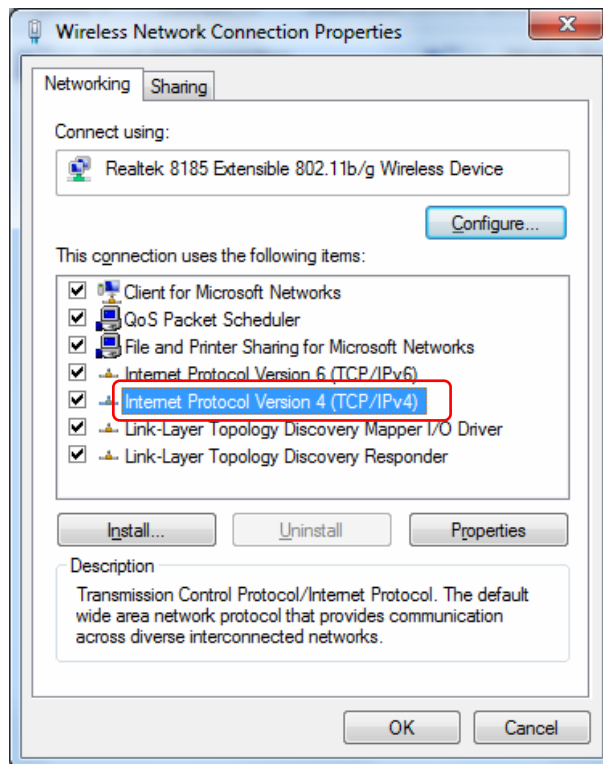 Wireless Network Connection Properties
Networking
Sharing
Connect using:
Realtek 8185 Extensible 802.11b/g Wireless Device
Configure...
This connection uses the following items:
Client for Microsoft Networks
QoS Packet Scheduler
File and Printer Sharing for Microsoft Networks
Internet Protocol Version 6 (TCP/IPv6)
Internet Protocol Version 4 (TCP/IPv4)
Link-Layer Topology Discovery Mapper I/O Driver
Link-Layer Topology Discovery Responder
Install...
Uninstall
Properties
Description
Transmission Control Protocol/Internet Protocol. The default
wide area network protocol that provides communication
across diverse interconnected networks.
OK
Cancel